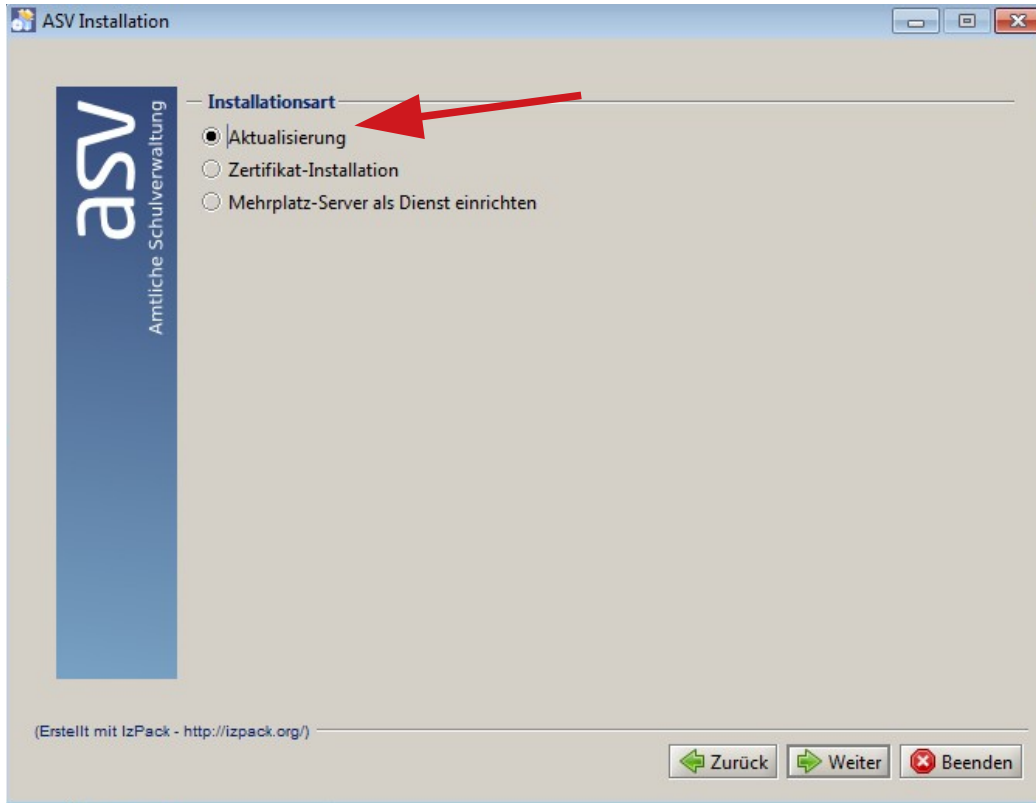 ASV Installation
asv
Amtliche Schulverwaltung
Installationsart
Aktualisierung
Zertifikat-Installation
Mehrplatz-Server als Dienst einrichten
(Erstellt mit IzPack - http://izpack.org/)
Zurück Weiter Beenden